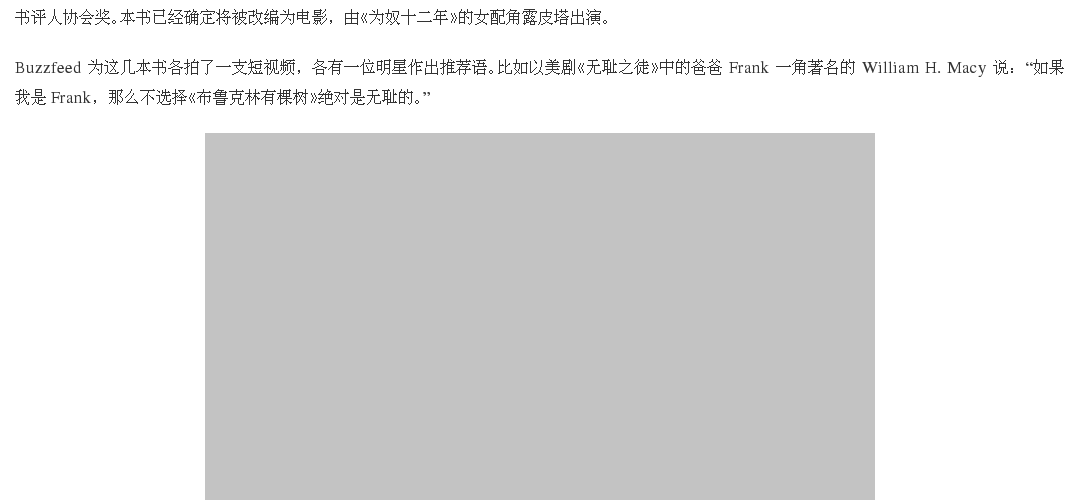 书评人协会奖。本书已经确定将被改编为电影，由《为奴十二年》的女配角露皮塔出演。
Buzzfeed 为这几本书各拍了一支短视频，各有一位明星作出推荐语。比如以美剧《无耻之徒》中的爸爸 Frank 一角著名的 William H. Macy 说：“如果
我是 Frank，那么不选择《布鲁克林有棵树》绝对是无耻的。”